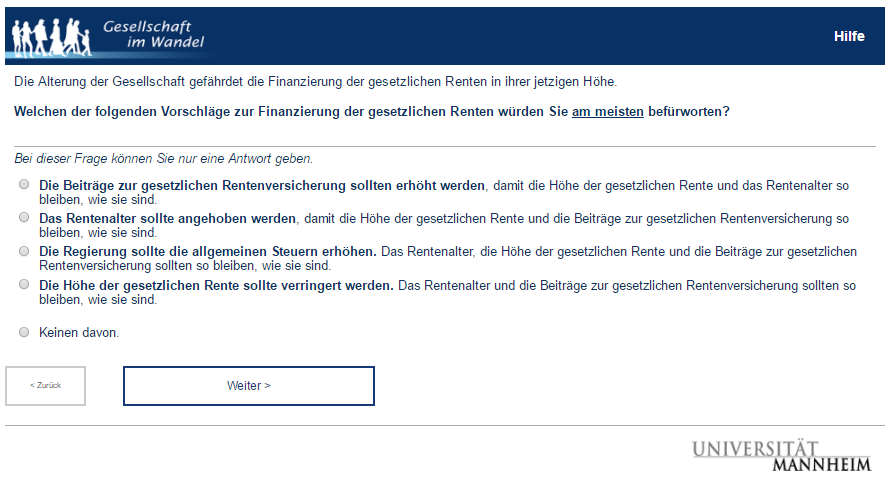 Gesellschaft
im Wandel
Hilfe
Die Alterung der Gesellschaft gefährdet die Finanzierung der gesetzlichen Renten in ihrer jetzigen Höhe.
Welchen der folgenden Vorschläge zur Finanzierung der gesetzlichen Renten würden Sie am meisten befürworten?
Bei dieser Frage können Sie nur eine Antwort geben.
Die Beiträge zur gesetzlichen Rentenversicherung sollten erhöht werden, damit die Höhe der gesetzlichen Rente und das Rentenalter so
bleiben, wie sie sind.
Das Rentenalter sollte angehoben werden, damit die Höhe der gesetzlichen Rente und die Beiträge zur gesetzlichen Rentenversicherung so
bleiben, wie sie sind.
Die Regierung sollte die allgemeinen Steuern erhöhen. Das Rentenalter, die Höhe der gesetzlichen Rente und die Beiträge zur gesetzlichen
Rentenversicherung sollten so bleiben, wie sie sind.
Die Höhe der gesetzlichen Rente sollte verringert werden. Das Rentenalter und die Beiträge zur gesetzlichen Rentenversicherung sollten so
bleiben, wie sie sind.
Keinen davon.
< Zurück
Weiter >
UNIVERSITÄT
MANNHEIM